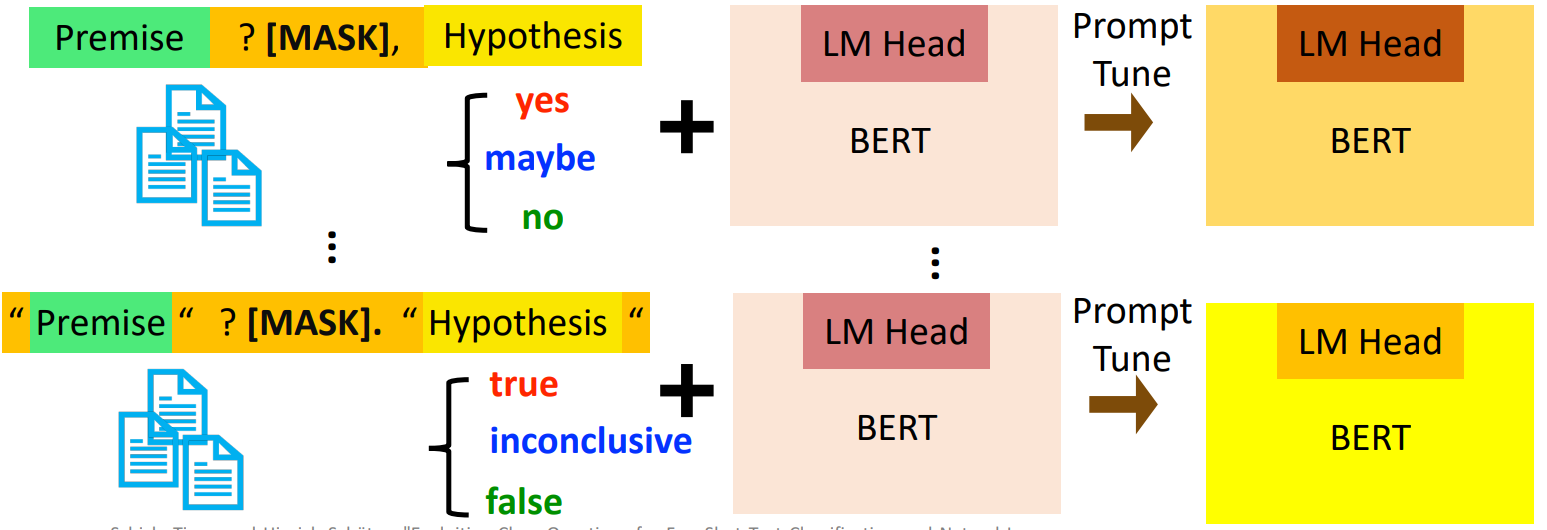 Premise ? [MASK], Hypothesis
yes
maybe
no
LM Head
BERT
Prompt
Tune
LM Head
BERT
“ Premise “ ? [MASK]. “ Hypothesis “
true
inconclusive
false
LM Head
BERT
Prompt
Tune
LM Head
BERT